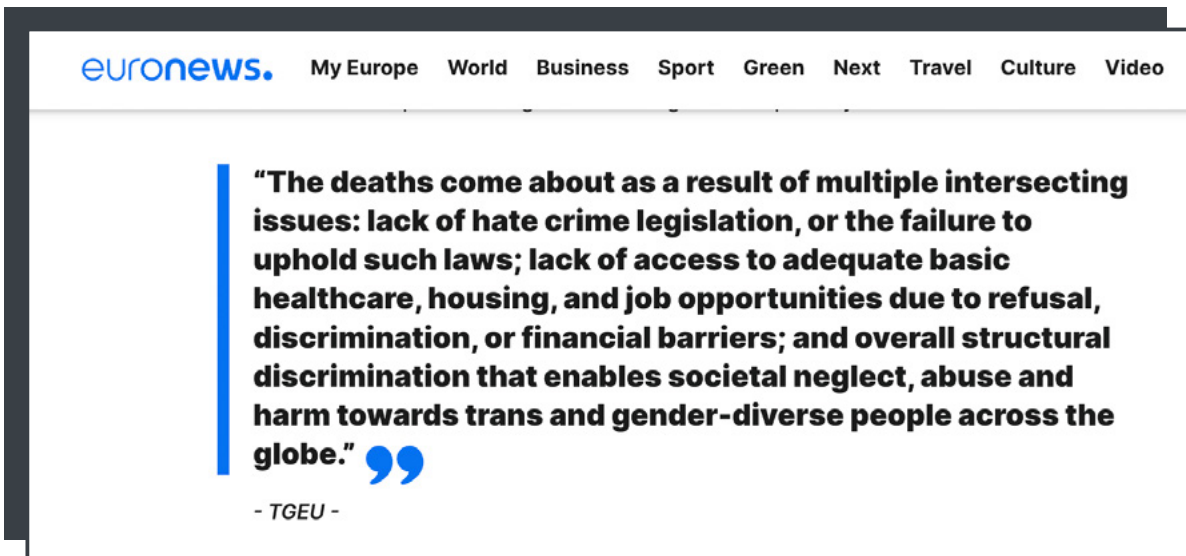 euronews. My Europe World Business Sport Green Next Travel Culture Video
“The deaths come about as a result of multiple intersecting
issues: lack of hate crime legislation, or the failure to
uphold such laws; lack of access to adequate basic
healthcare, housing, and job opportunities due to refusal,
discrimination, or financial barriers; and overall structural
discrimination that enables societal neglect, abuse and
harm towards trans and gender-diverse people across the
globe.” ”
- TGEU -